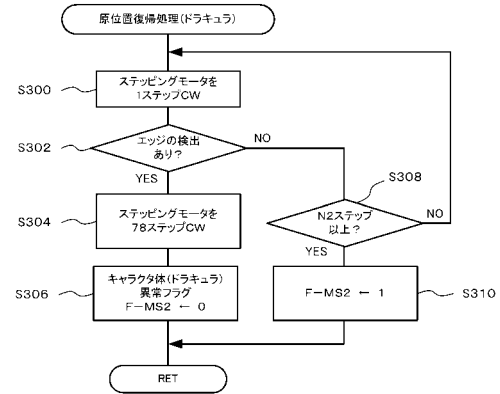 原位置復帰処理(ドラキュラ)
S300
ステッピングモータを
1ステップCW
S302
エッジの検出
あり?
NO
YES
S308
S304
ステッピングモータを
78ステップCW
N2ステップ
以上?
NO
YES
S306
キャラクタ体(ドラキュラ)
異常フラグ
F-MS2 ← 0
F-MS2 ← 1
S310
RET